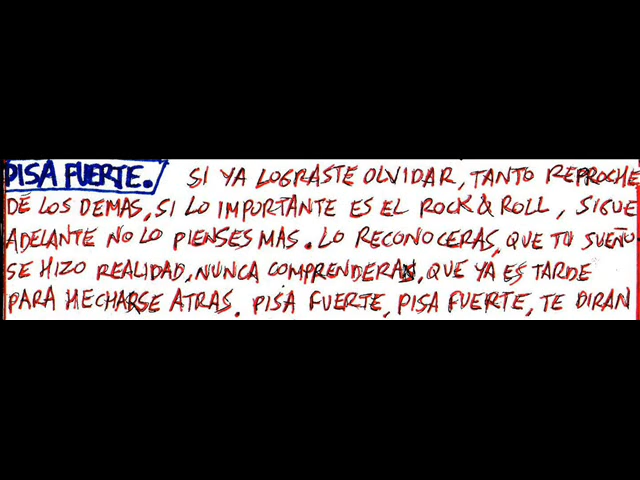 PISA FUERTE. SI YA LOGRASTE OLVIDAR, TANTO REPROCHE
DE LOS DEMAS, SI LO IMPORTANTE ES EL ROCK & ROLL, SIGUE
ADELANTE NO LO PIENSES MAS. LO RECONOCERAS, QUE TU SUEÑO
SE HIZO REALIDAD, NUNCA COMPRENDERAS, QUE YA ES TARDE
PARA HECHARSE ATRAS. PISA FUERTE, PISA FUERTE, TE DIRAN